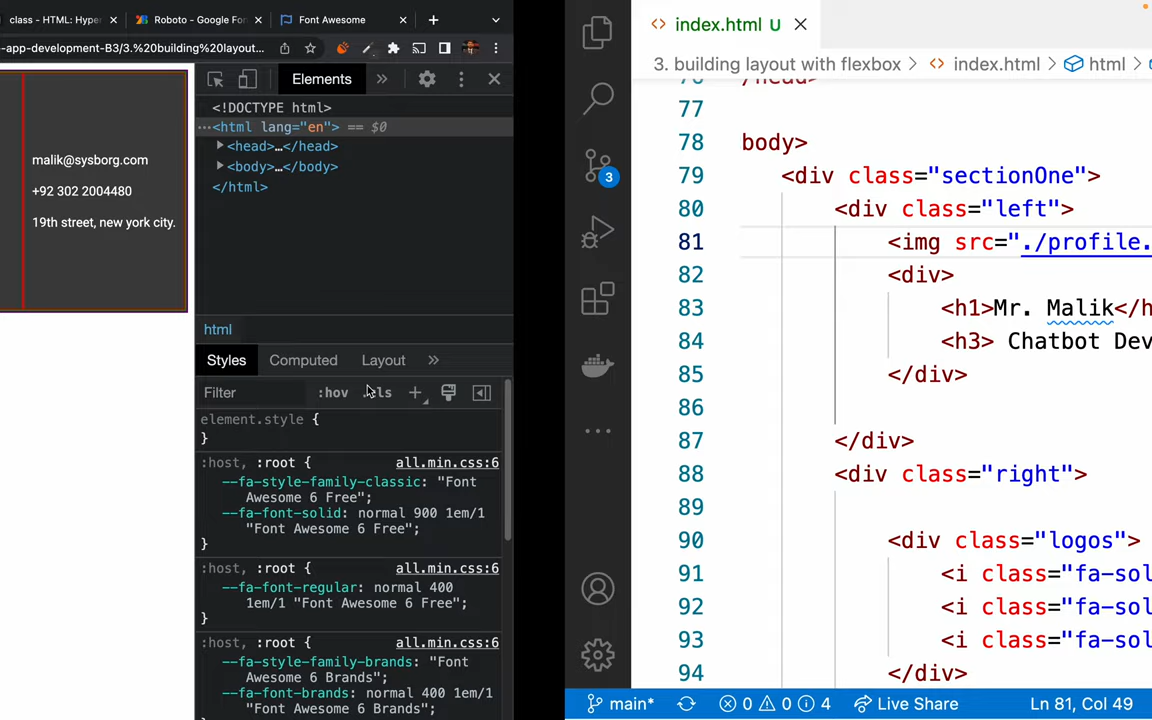 class - HTML: Hyper
Roboto - Google Fo
Font Awesome
-app-development-B3/3.%20building%20layout...
malik@sysborg.com
+92 302 2004480
19th street, new york city.
Elements
<!DOCTYPE html>
···<html lang="en"> == $0
<head>…</head>
<body>…</body>
</html>
html
Styles
Computed
Layout
Filter
:hov
element.style {
}
:host, :root {
all.min.css:6
--fa-style-family-classic: "Font
Awesome 6 Free";
--fa-font-solid: normal 900 1em/1
"Font Awesome 6 Free";
}
:host, :root {
all.min.css:6
--fa-font-regular: normal 400
1em/1 "Font Awesome 6 Free";
}
:host, :root {
all.min.css:6
--fa-style-family-brands: "Font
Awesome 6 Brands";
--fa-font-brands: normal 400 1em/1
"Font Awesome 6 Brands";
index.html U
3. building layout with flexbox > index.html > html >
/head>
77
78 body>
79 <div class="sectionOne">
80 <div class="left">
81 <img src="./profile.
82 <div>
83 <h1>Mr. Malik</h
84 <h3> Chatbot Dev
85 </div>
86
87 </div>
88 <div class="right">
89
90 <div class="logos">
91 <i class="fa-sol
92 <i class="fa-sol
93 <i class="fa-sol
94 </div>
3
main*
0
0
4
Live Share
Ln 81, Col 49